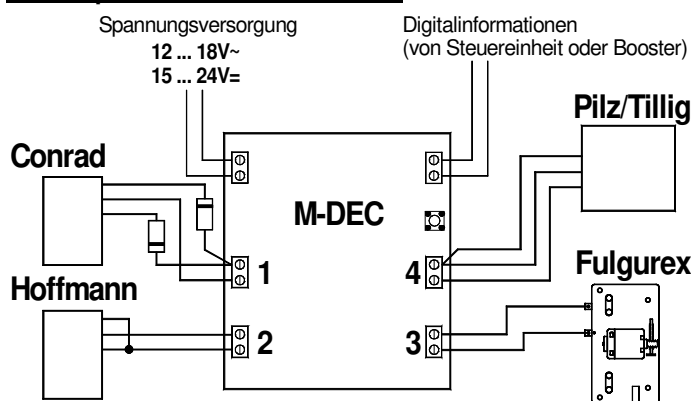 Spannungsversorgung
12 ... 18V~
15 ... 24V=
Digitalinformationen
(von Steuereinheit oder Booster)
Pilz/Tillig
Conrad
M-DEC
1
4
Fulgurex
Hoffmann
2
3